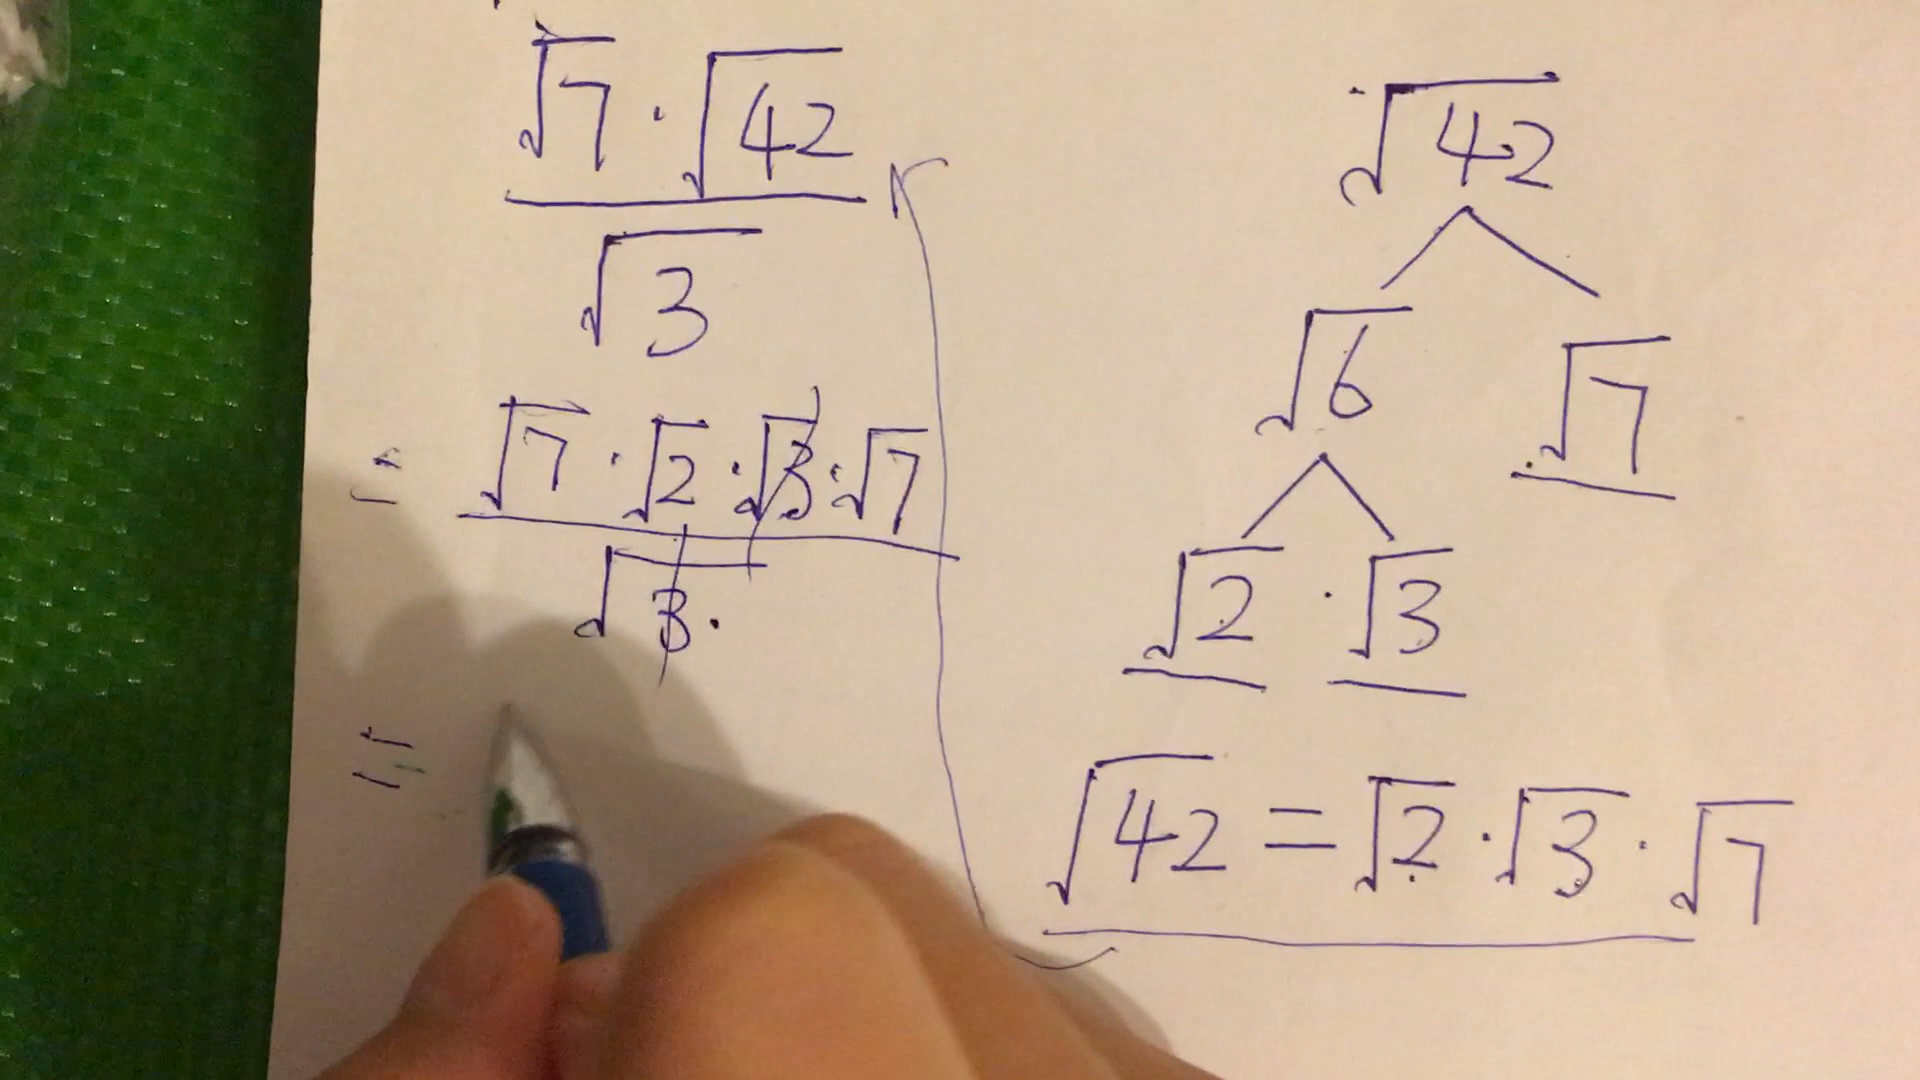 √7 · √42
√3
= √7 · √2 · √3 · √7
√3
=
√42
√6 √7
√2 · √3
√42 = √2 · √3 · √7